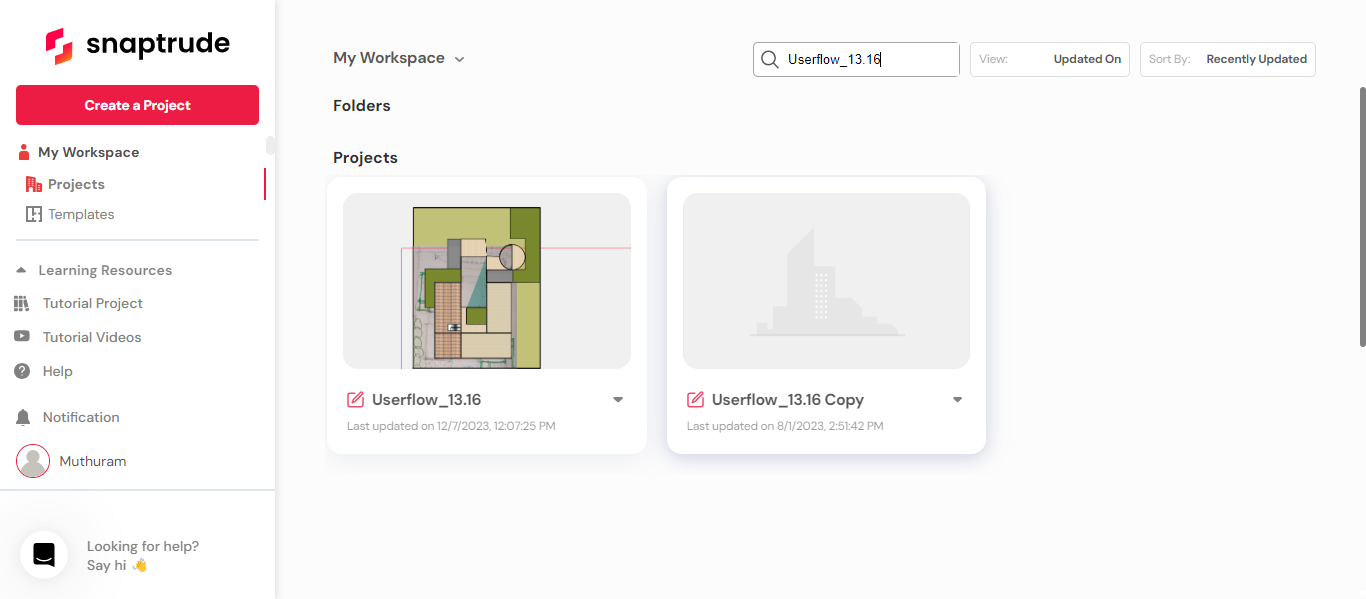 snaptrude
Create a Project
My Workspace
Projects
Templates
Learning Resources
Tutorial Project
Tutorial Videos
Help
Notification
Muthuram
Looking for help?
Say hi 👋
My Workspace
Userflow_13.16
View: Updated On
Sort By: Recently Updated
Folders
Projects
Userflow_13.16
Last updated on 12/7/2023, 12:07:25 PM
Userflow_13.16 Copy
Last updated on 8/1/2023, 2:51:42 PM